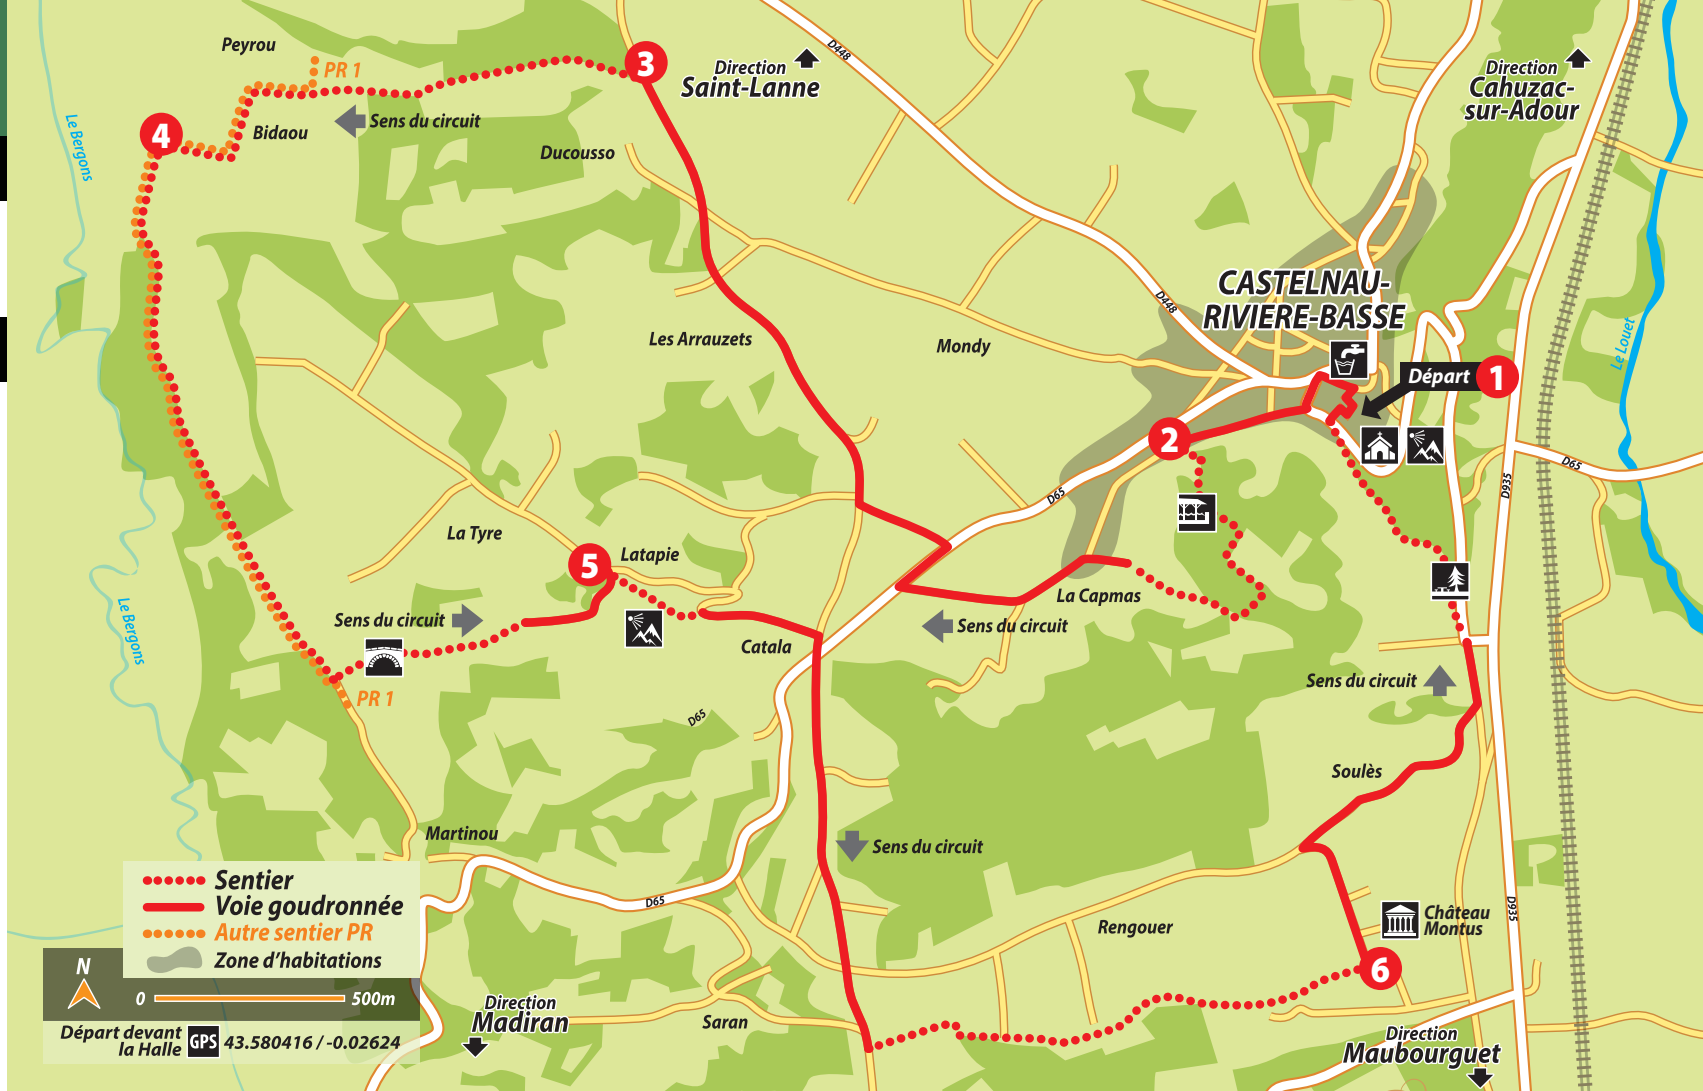 Peyrou
PR 1
3
Direction
Saint-Lanne
D448
Direction
Cahuzac-
sur-Adour
Le Bergons
4
Bidaou
Sens du circuit
Ducousso
CASTELNAU-
RIVIERE-BASSE
D448
Les Arrauzets
Mondy
Le Louet
Départ 1
2
D65
D65
D935
La Tyre
5
Latapie
Sens du circuit
Le Bergons
La Capmas
Sens du circuit
Catala
PR 1
D65
Sens du circuit
Soulès
Martinou
Sens du circuit
D65
D935
Rengouer
Château
Montus
6
Sentier
Voie goudronnée
Autre sentier PR
Zone d'habitations
N
0 500m
Départ devant
la Halle
GPS 43.580416 / -0.02624
Direction
Madiran
Saran
Direction
Maubourguet